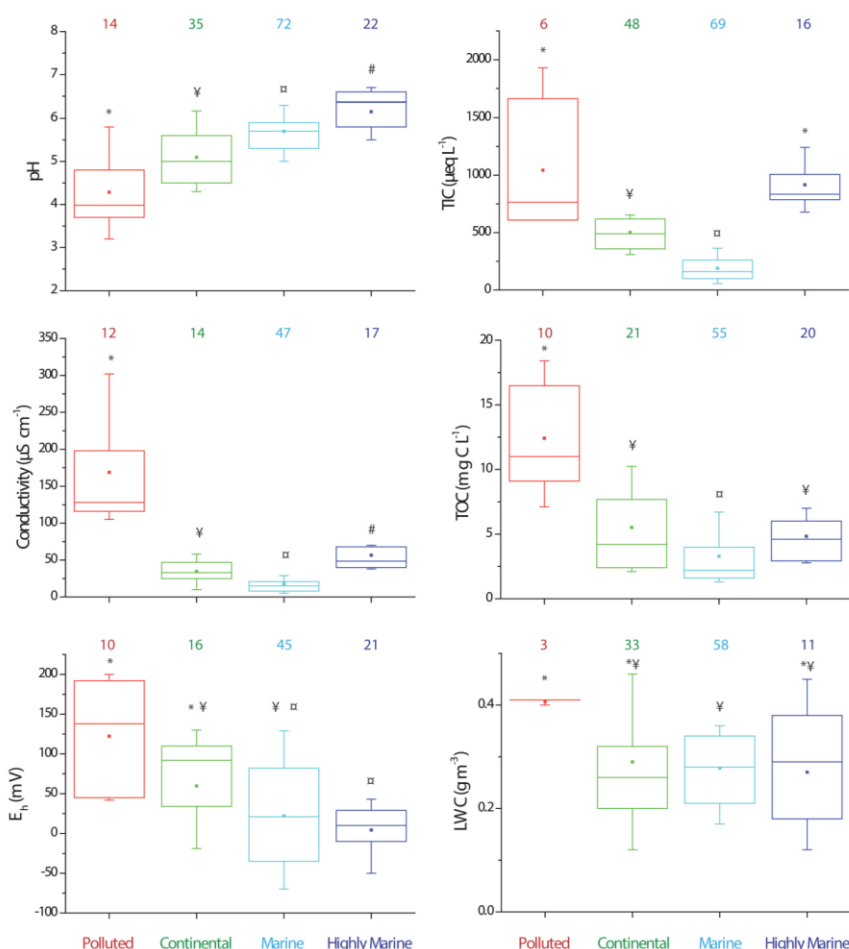 14 35 72 22
8
7
6
5
4
3
2
pH
* ¥ ¤ #
6 48 69 16
2000
1500
1000
500
0
TIC (µeq L-1)
* ¥ ¤ *
12 14 47 17
350
300
250
200
150
100
50
0
Conductivity (µS cm-1)
* ¥ ¤ #
10 21 55 20
20
15
10
5
0
TOC (mg C L-1)
* ¥ ¤ ¥
10 16 45 21
200
150
100
50
0
-50
-100
Eh (mV)
* * ¥ ¥ ¤ ¤
Polluted Continental Marine Highly Marine
3 33 58 11
0.4
0.2
0.0
LWC (g m-3)
* *¥ ¥ *¥
Polluted Continental Marine Highly Marine